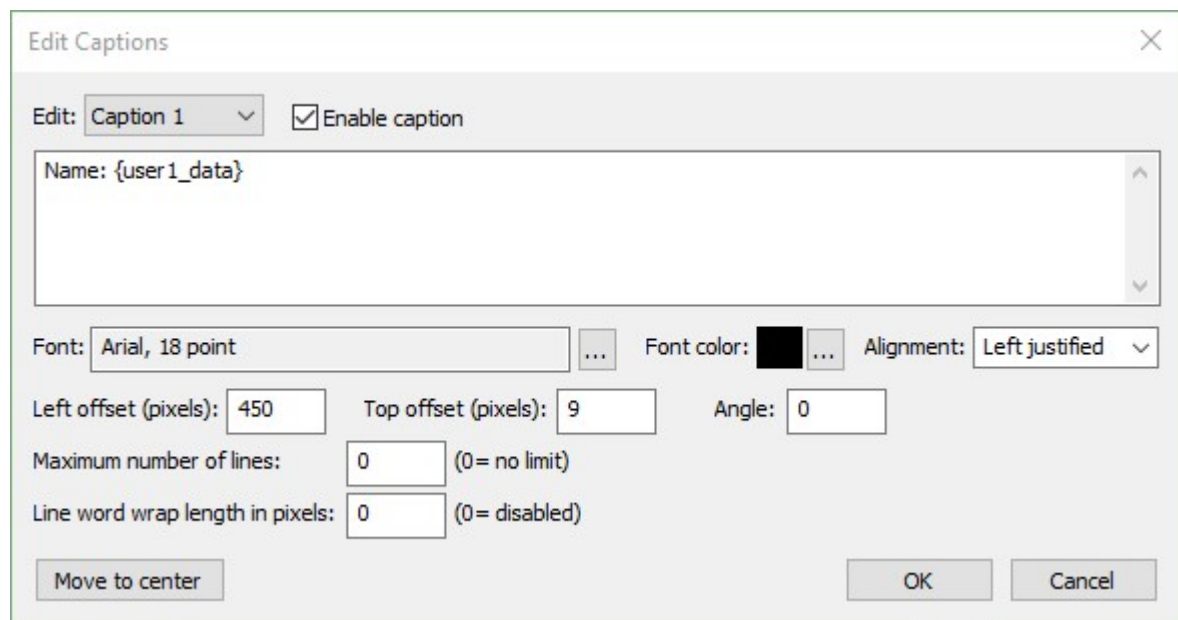 Edit Captions
Edit: Caption 1 Enable caption
Name: {user1_data}
Font: Arial, 18 point ... Font color: ... Alignment: Left justified
Left offset (pixels): 450 Top offset (pixels): 9 Angle: 0
Maximum number of lines: 0 (0= no limit)
Line word wrap length in pixels: 0 (0= disabled)
Move to center OK Cancel